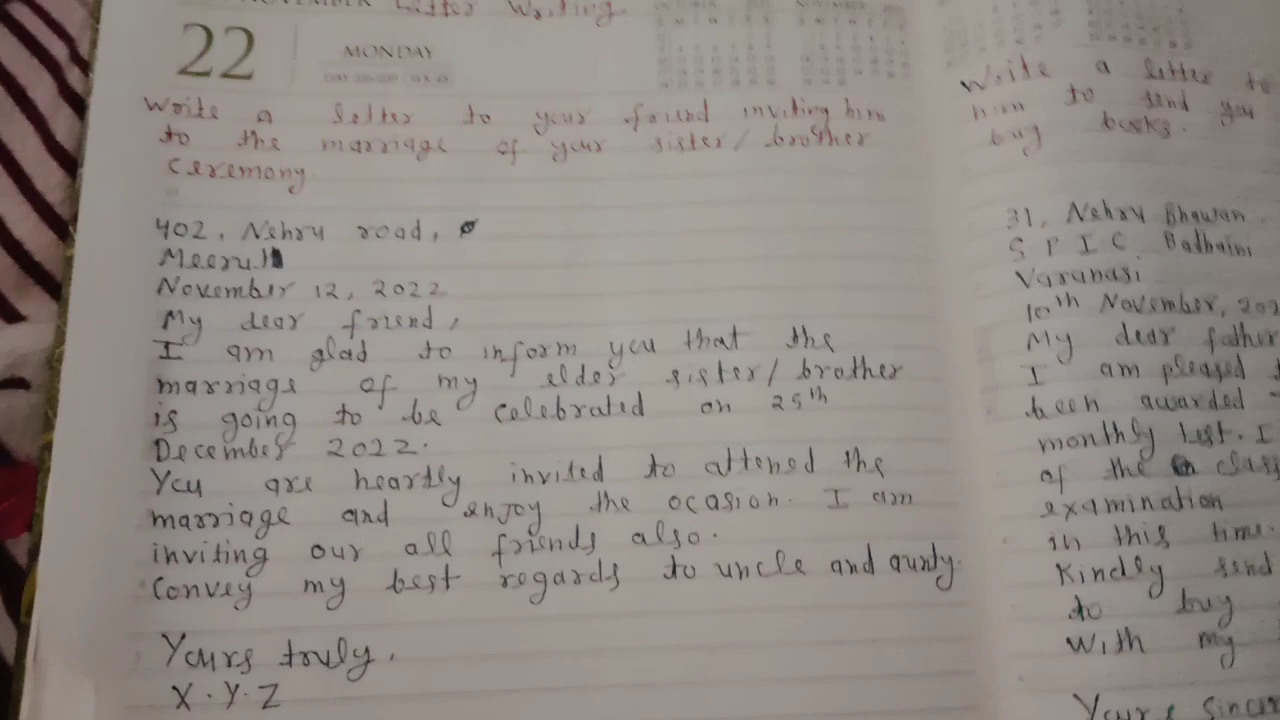 Letter Writing
22
MONDAY
Write a letter to your friend inviting him
to the marriage of your sister/brother
ceremony
402, Nehru road,
Meerut
November 12, 2022
My dear friend,
I am glad to inform you that the
marriage of my elder sister/brother
is going to be celebrated on 25th
December 2022.
You are heartly invited to attened the
marriage and enjoy the ocasion. I am
inviting our all friends also.
Convey my best regards to uncle and aunty.
Yours truly,
X.Y.Z
Write a letter to
him to send you
buy books.
31, Nehru Bhawan
S P I C
Varanasi
10th November,
My dear father
I am pleased
been awarded
monthly test. I
of the class
examination
in this time.
Kindly send
to buy
With my
Yours